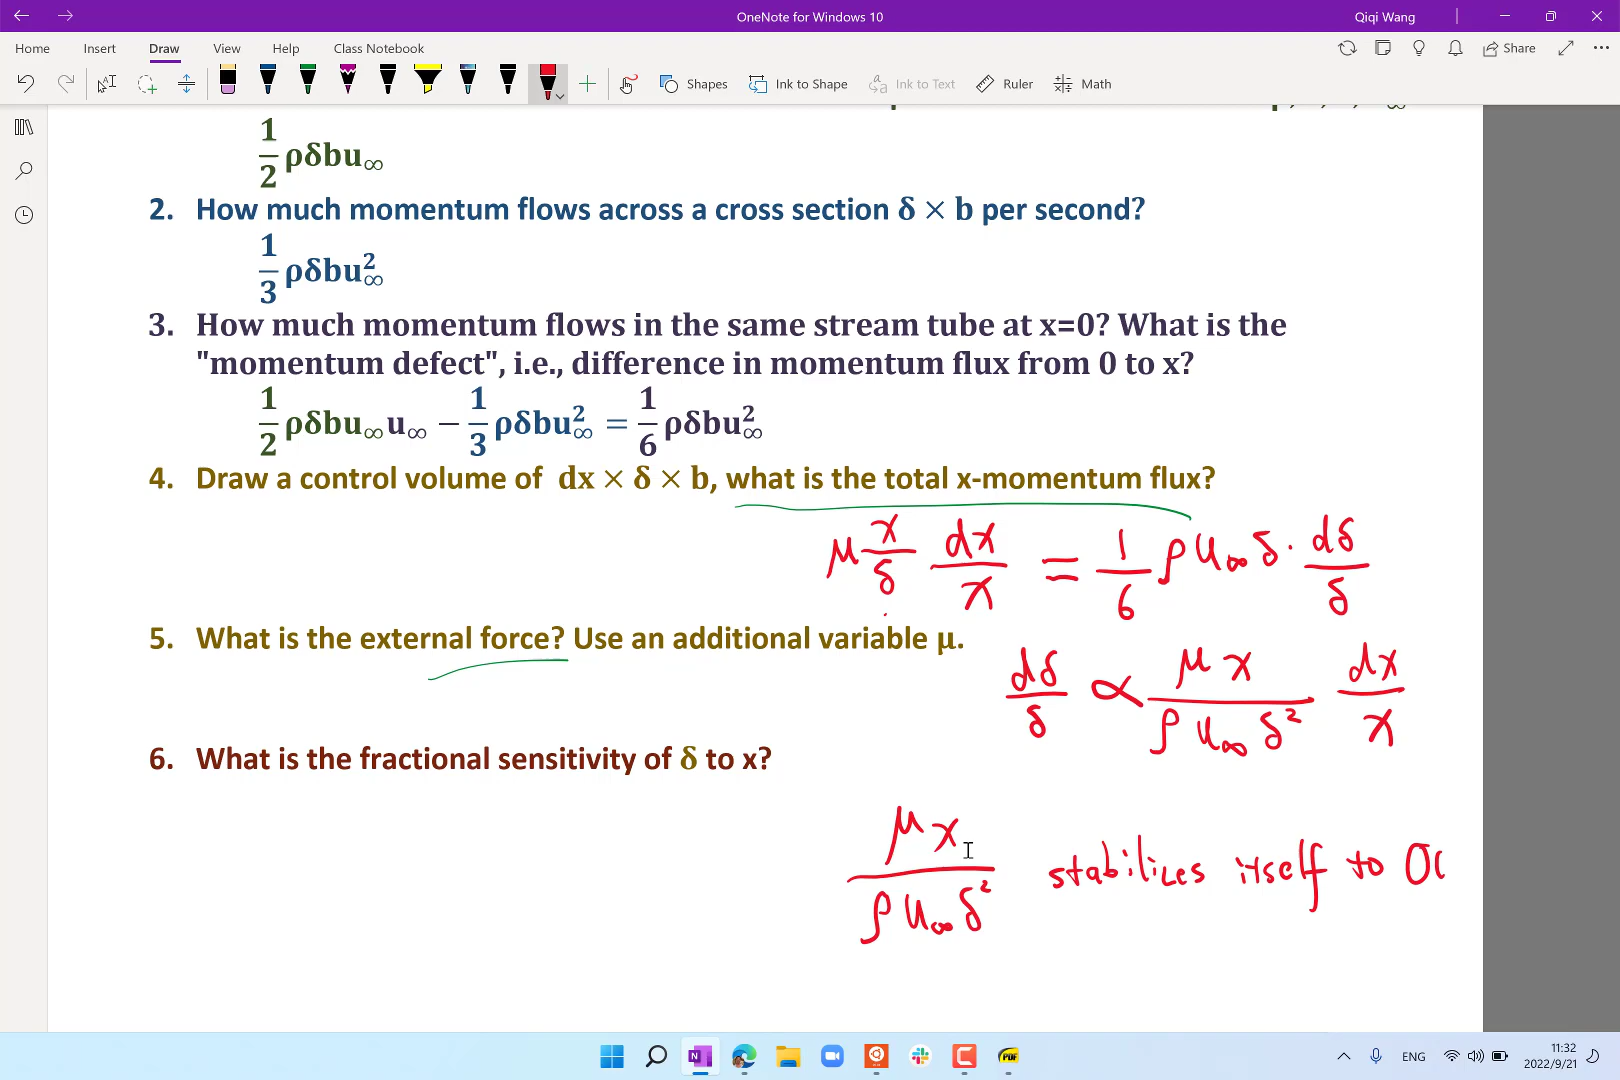 OneNote for Windows 10
Qiqi Wang
Home Insert Draw View Help Class Notebook
Share
Shapes Ink to Shape Ink to Text Ruler Math
1/2 ρδbu∞
2. How much momentum flows across a cross section δ × b per second?
1/3 ρδbu∞²
3. How much momentum flows in the same stream tube at x=0? What is the
"momentum defect", i.e., difference in momentum flux from 0 to x?
1/2 ρδbu∞u∞ − 1/3 ρδbu∞² = 1/6 ρδbu∞²
4. Draw a control volume of dx × δ × b, what is the total x-momentum flux?
μ x/δ dx/x = 1/6 ρ u∞ δ · dδ/δ
5. What is the external force? Use an additional variable μ.
dδ/δ ∝ μx/(ρ u∞ δ²) dx/x
6. What is the fractional sensitivity of δ to x?
μx/(ρ u∞ δ²) stabilizes itself to O(
PDF
ENG
11:32
2022/9/21